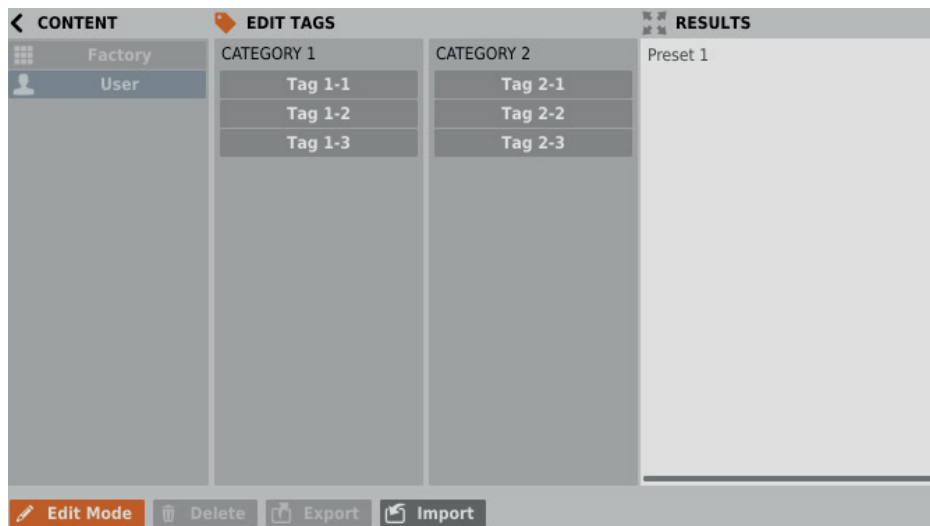 CONTENT
EDIT TAGS
RESULTS
Factory
User
CATEGORY 1
Tag 1-1
Tag 1-2
Tag 1-3
CATEGORY 2
Tag 2-1
Tag 2-2
Tag 2-3
Preset 1
Edit Mode
Delete
Export
Import